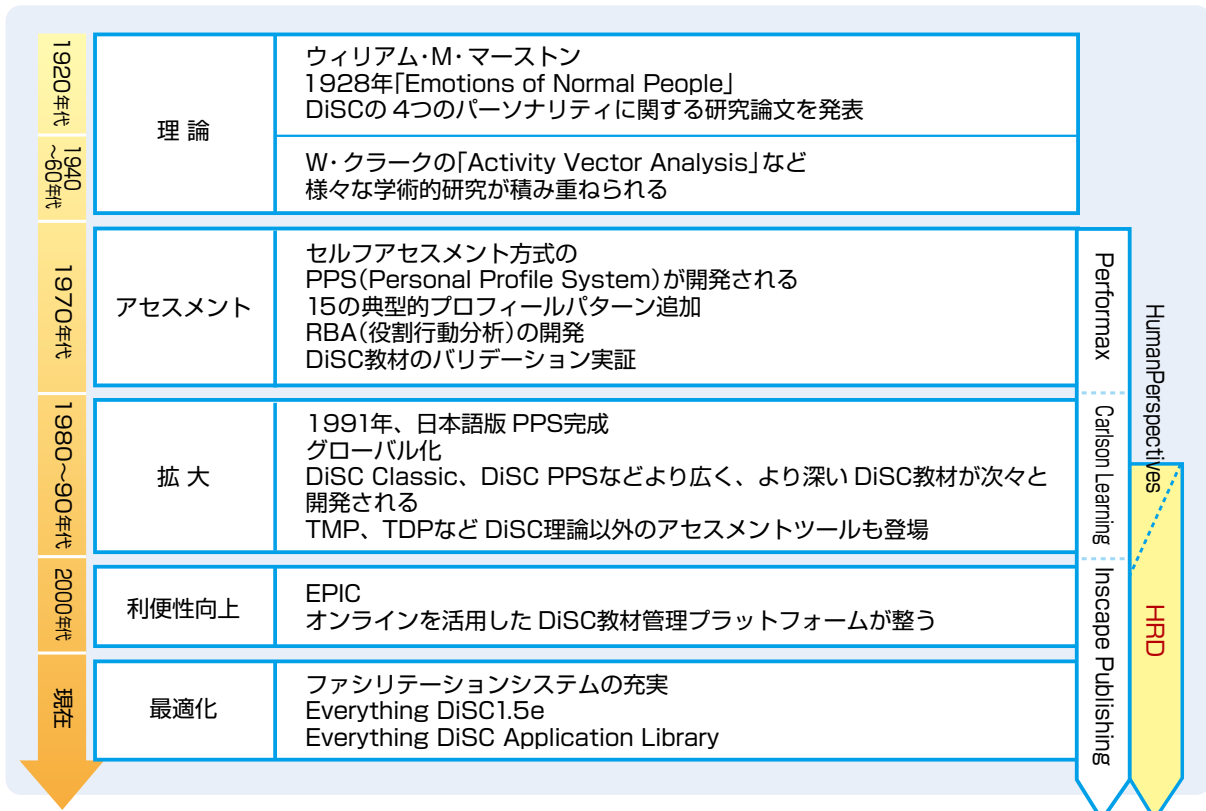 1920年代
理 論
ウィリアム・M・マーストン
1928年「Emotions of Normal People」
DiSCの 4つのパーソナリティに関する研究論文を発表
1940
～60年代
W・クラークの「Activity Vector Analysis」など
様々な学術的研究が積み重ねられる
1970年代
アセスメント
セルフアセスメント方式の
PPS（Personal Profile System）が開発される
15の典型的プロフィールパターン追加
RBA（役割行動分析）の開発
DiSC教材のバリデーション実証
1980～90年代
拡 大
1991年、日本語版 PPS完成
グローバル化
DiSC Classic、DiSC PPSなどより広く、より深い DiSC教材が次々と
開発される
TMP、TDPなど DiSC理論以外のアセスメントツールも登場
2000年代
利便性向上
EPIC
オンラインを活用した DiSC教材管理プラットフォームが整う
現在
最適化
ファシリテーションシステムの充実
Everything DiSC1.5e
Everything DiSC Application Library
Performax
Carlson Learning
Inscape Publishing
HumanPerspectives
HRD